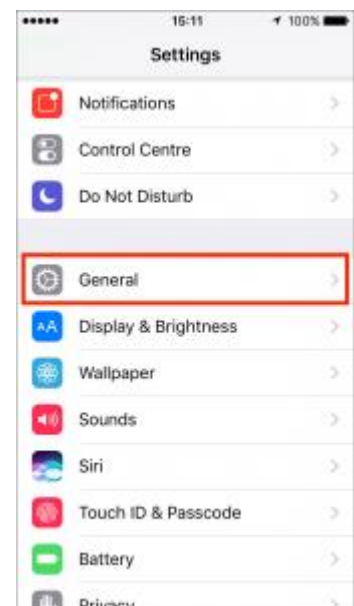 15:11
100%
Settings
Notifications
Control Centre
Do Not Disturb
General
AA
Display & Brightness
Wallpaper
Sounds
Siri
Touch ID & Passcode
Battery
Privacy